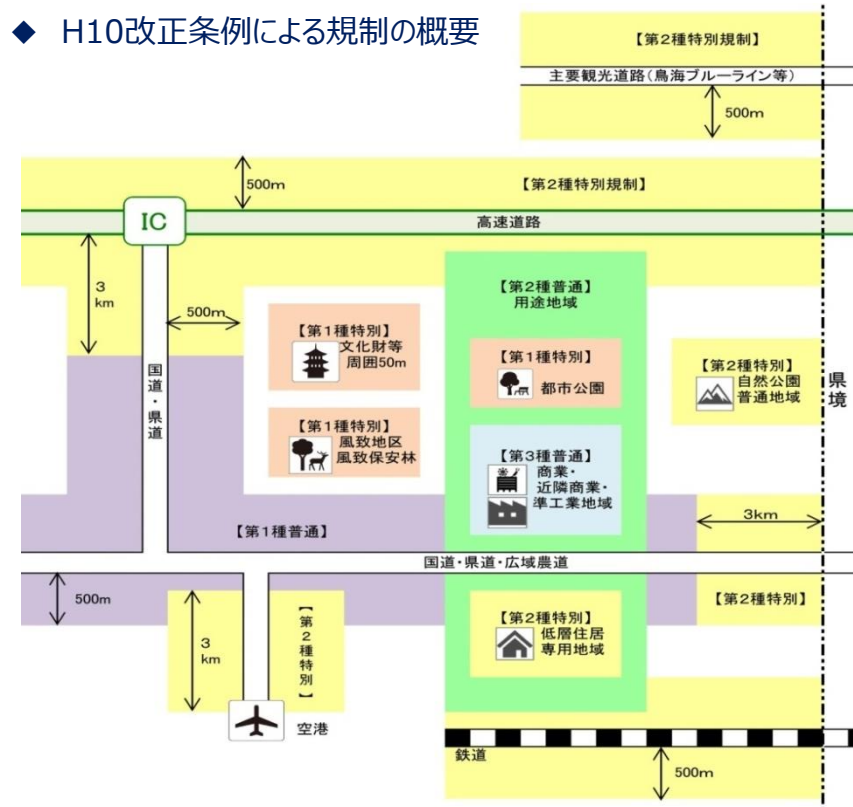 ◆ H10改正条例による規制の概要
【第2種特別規制】
主要観光道路(鳥海ブルーライン等)
500m
500m
【第2種特別規制】
IC
高速道路
3
km
500m
【第1種特別】
文化財等
周囲50m
【第2種普通】
用途地域
【第1種特別】
都市公園
【第2種特別】
自然公園
普通地域
県境
国道・県道
【第1種特別】
風致地区
風致保安林
【第3種普通】
商業・
近隣商業・
準工業地域
【第1種普通】
3km
国道・県道・広域農道
500m
3
km
【第2種特別】
【第2種特別】
低層住居
専用地域
【第2種特別】
空港
鉄道
500m